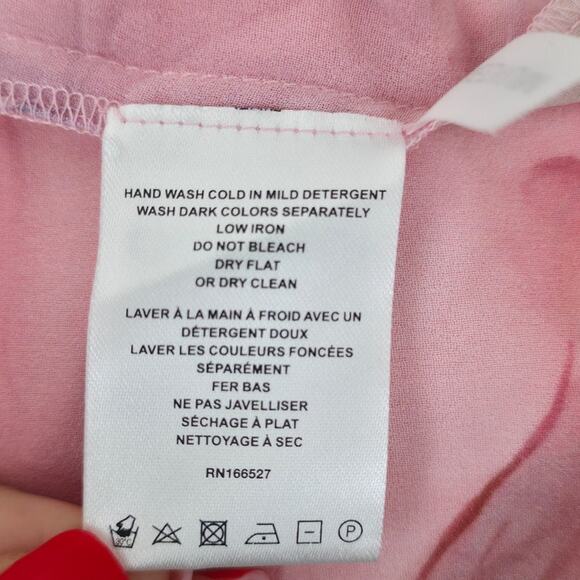 HAND WASH COLD IN MILD DETERGENT
WASH DARK COLORS SEPARATELY
LOW IRON
DO NOT BLEACH
DRY FLAT
OR DRY CLEAN
LAVER À LA MAIN À FROID AVEC UN
DÉTERGENT DOUX
LAVER LES COULEURS FONCÉES
SÉPARÉMENT
FER BAS
NE PAS JAVELLISER
SÉCHAGE À PLAT
NETTOYAGE À SEC
RN166527
30°C
P